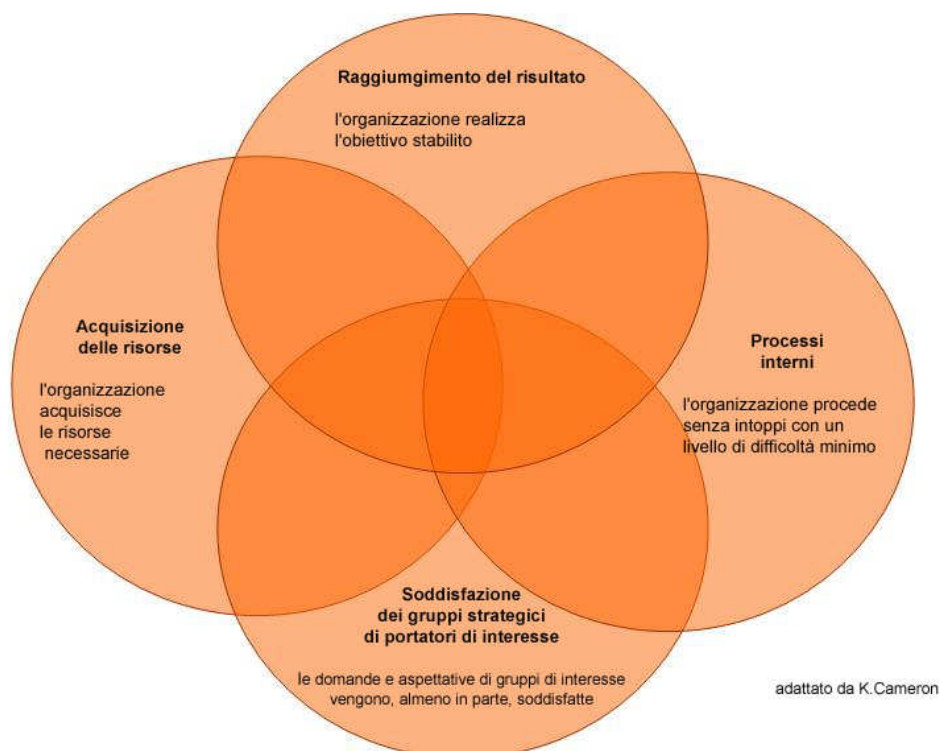 Raggiumgimento del risultato
l'organizzazione realizza
l'obiettivo stabilito
Acquisizione
delle risorse
l'organizzazione
acquisisce
le risorse
necessarie
Processi
interni
l'organizzazione procede
senza intoppi con un
livello di difficoltà minimo
Soddisfazione
dei gruppi strategici
di portatori di interesse
le domande e aspettative di gruppi di interesse
vengono, almeno in parte, soddisfatte
adattato da K.Cameron